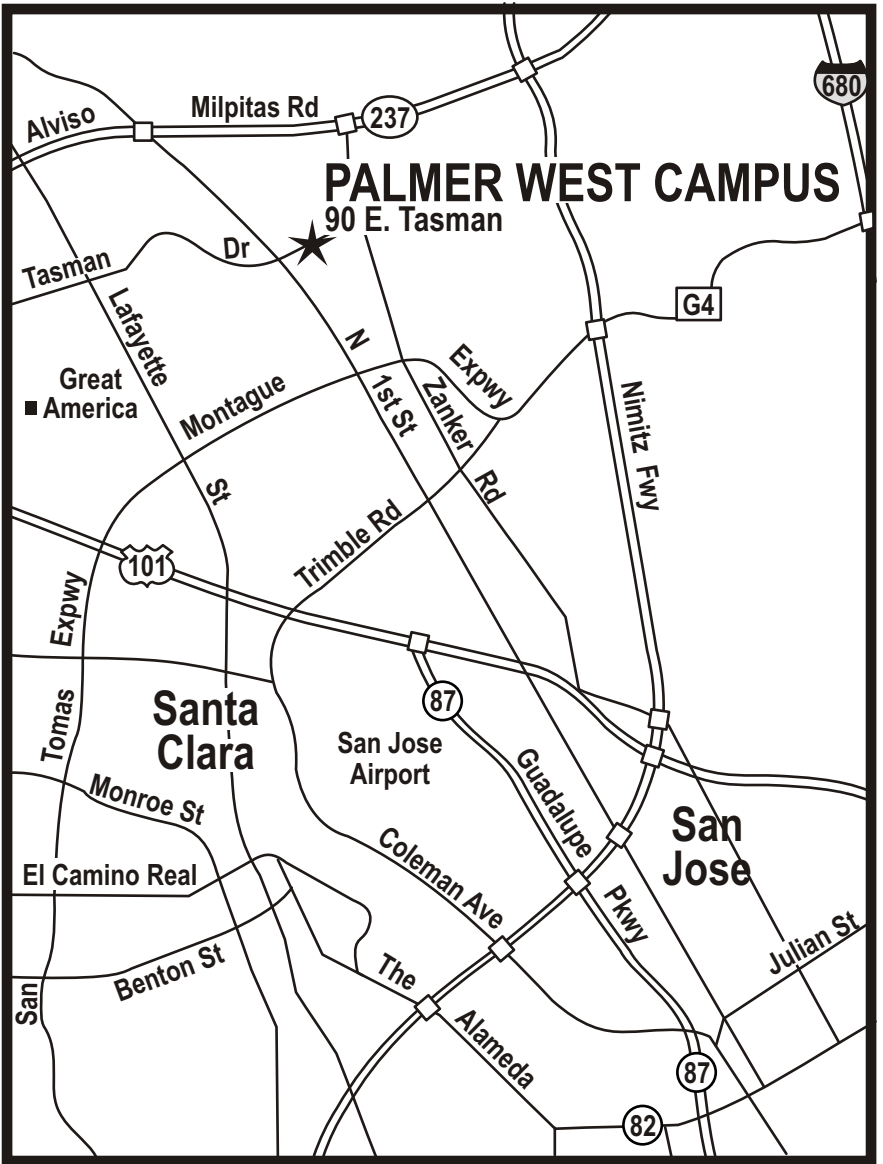 680
Milpitas Rd
237
Alviso
PALMER WEST CAMPUS
90 E. Tasman
Dr
Tasman
G4
Lafayette
N
Great
America
Expwy
Montague
1st St
Zanker
Nimitz Fwy
St
Rd
Trimble Rd
101
Expwy
87
Santa
Clara
Tomas
San Jose
Airport
Guadalupe
Monroe St
San
Jose
Coleman Ave
El Camino Real
Pkwy
Julian St
Benton St
The
San
Alameda
87
82